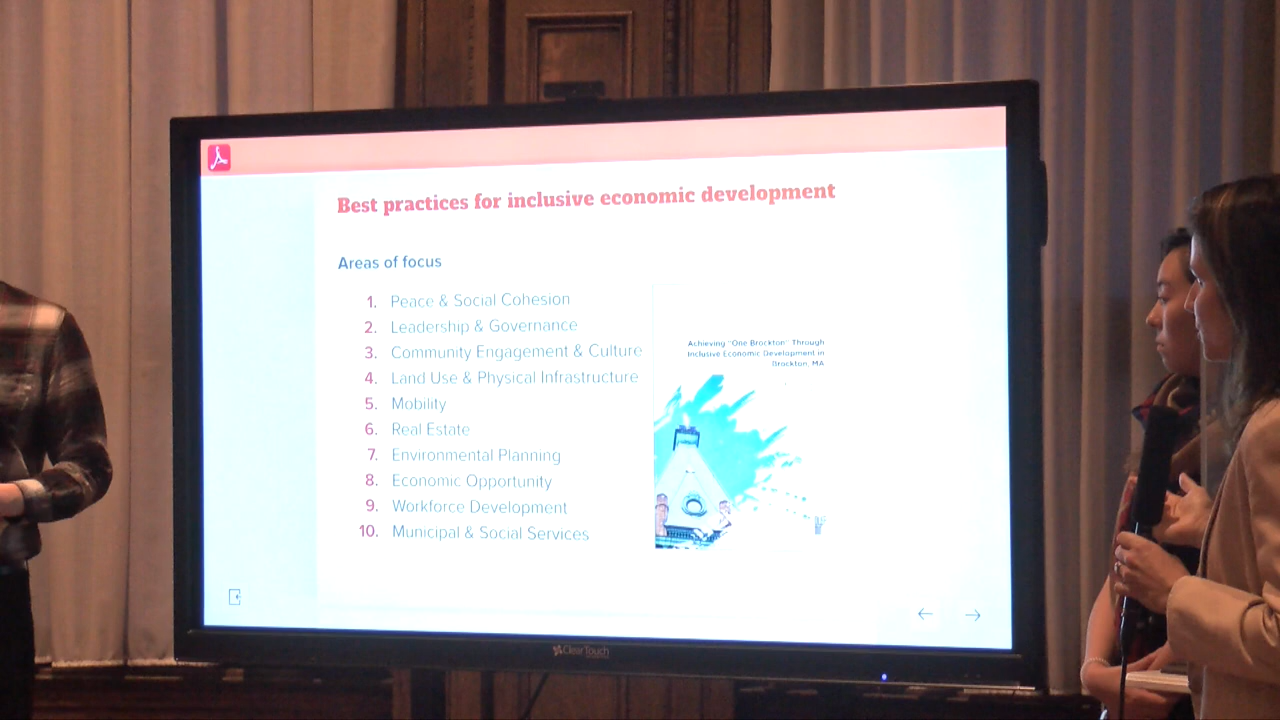 Best practices for inclusive economic development
Areas of focus
1. Peace & Social Cohesion
2. Leadership & Governance
3. Community Engagement & Culture
4. Land Use & Physical Infrastructure
5. Mobility
6. Real Estate
7. Environmental Planning
8. Economic Opportunity
9. Workforce Development
10. Municipal & Social Services
Achieving "One Brockton" Through
Inclusive Economic Development in
Brockton, MA
ClearTouch